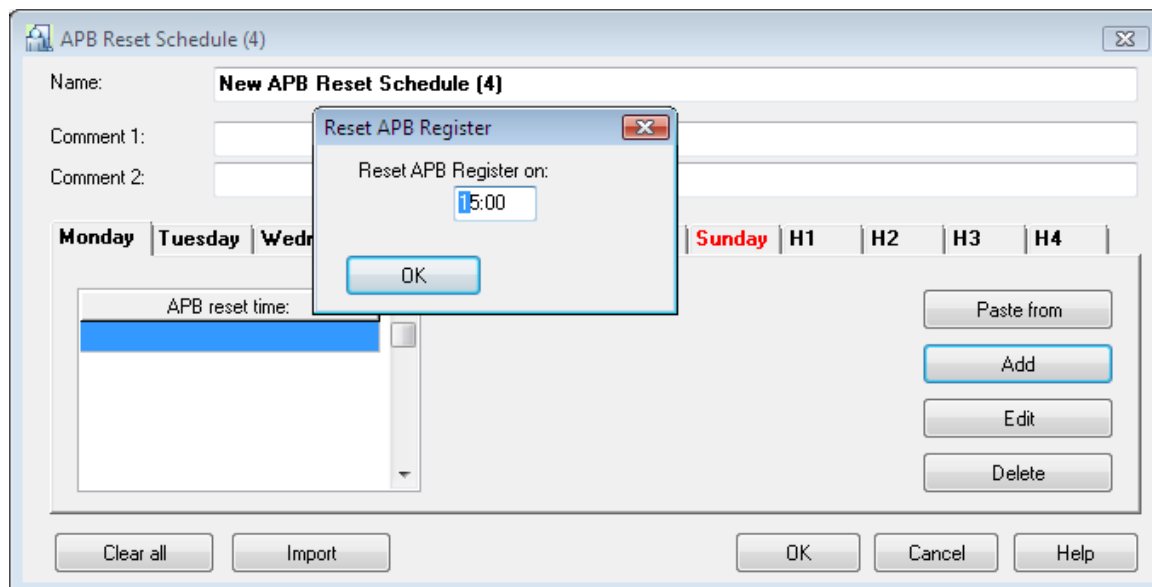 APB Reset Schedule (4)
Name: New APB Reset Schedule (4)
Reset APB Register
Comment 1:
Reset APB Register on:
Comment 2:
15:00
Monday Tuesday Wedr Sunday H1 H2 H3 H4
OK
APB reset time:
Paste from
Add
Edit
Delete
Clear all Import OK Cancel Help